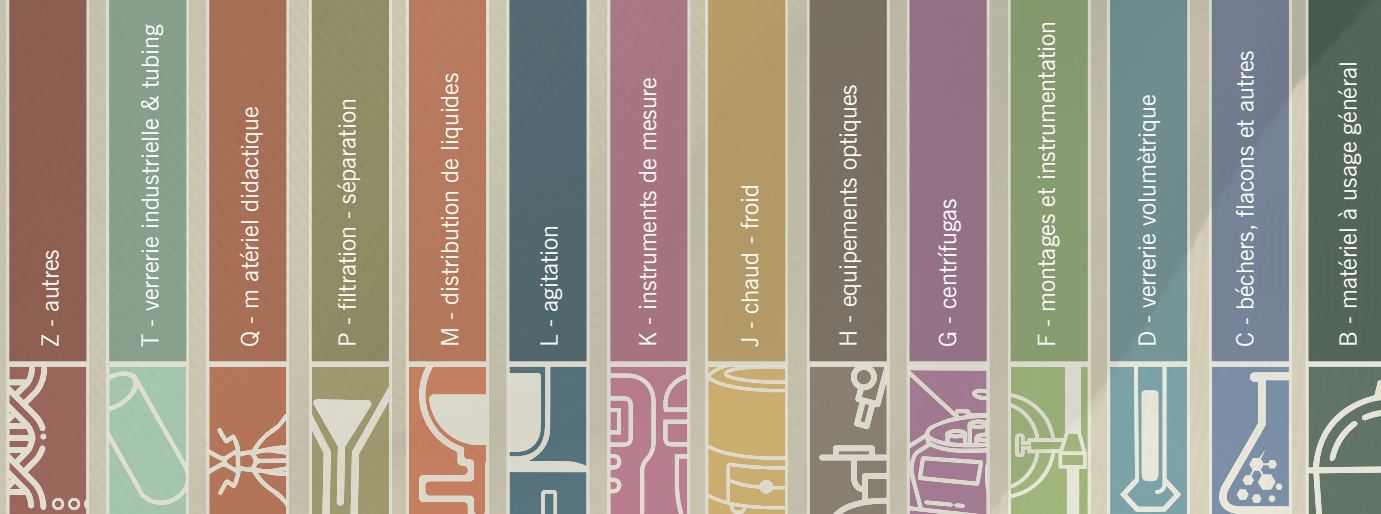 Z - autres
T - verrerie industrielle & tubing
Q - m atériel didactique
P - filtration - séparation
M - distribution de liquides
L - agitation
K - instruments de mesure
J - chaud - froid
H - equipements optiques
G - centrífugas
F - montages et instrumentation
D - verrerie volumètrique
C - béchers, flacons et autres
B - matériel à usage général